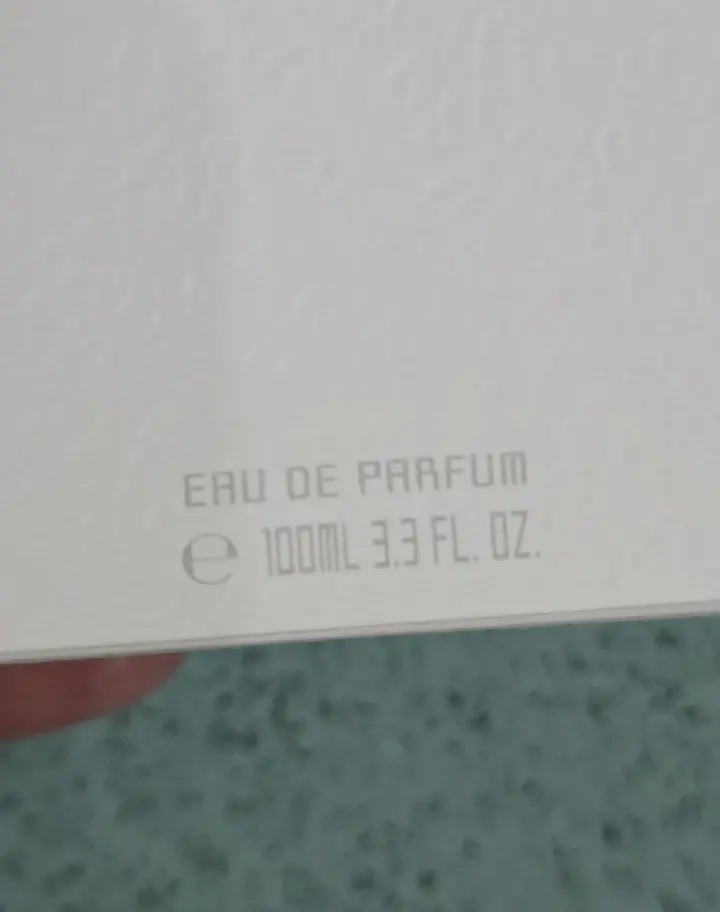 EAU DE PARFUM
℮ 100ML 3.3 FL. OZ.